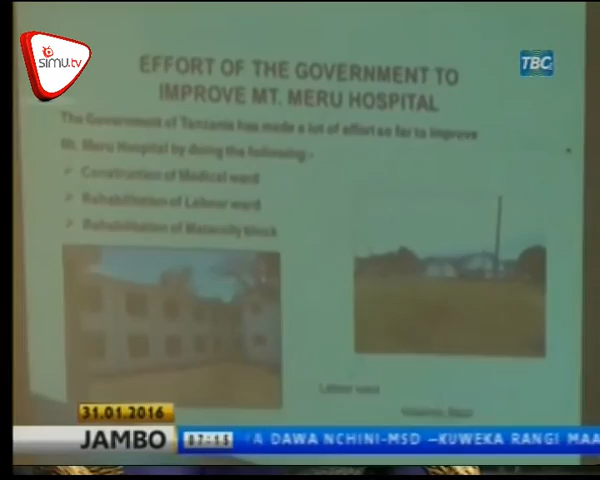 simu.tv
TBC
EFFORT OF THE GOVERNMENT TO
IMPROVE MT. MERU HOSPITAL
The Government of Tanzania has made a lot of effort so far to improve
Mt. Meru Hospital by doing the following:-
Construction of Medical ward
Rehabilitation of Labour ward
Rehabilitation of Maternity block
Labour ward
31.01.2016
JAMBO
07:15
A DAWA NCHINI-MSD -KUWEKA RANGI MAA